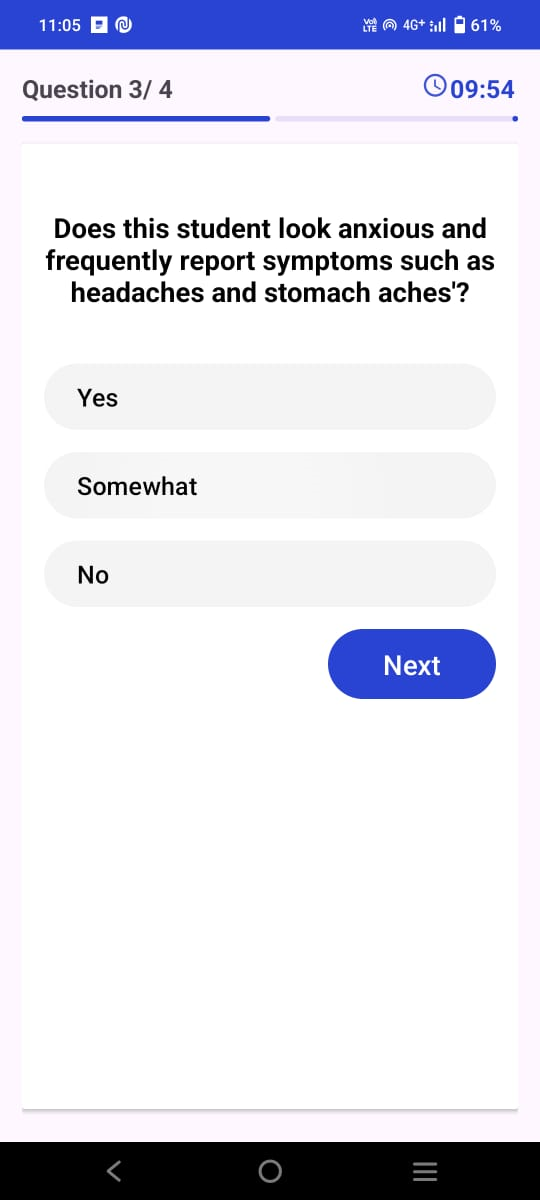 11:05 VoLTE 4G+ 61%
Question 3/ 4 09:54
Does this student look anxious and
frequently report symptoms such as
headaches and stomach aches'?
Yes
Somewhat
No
Next